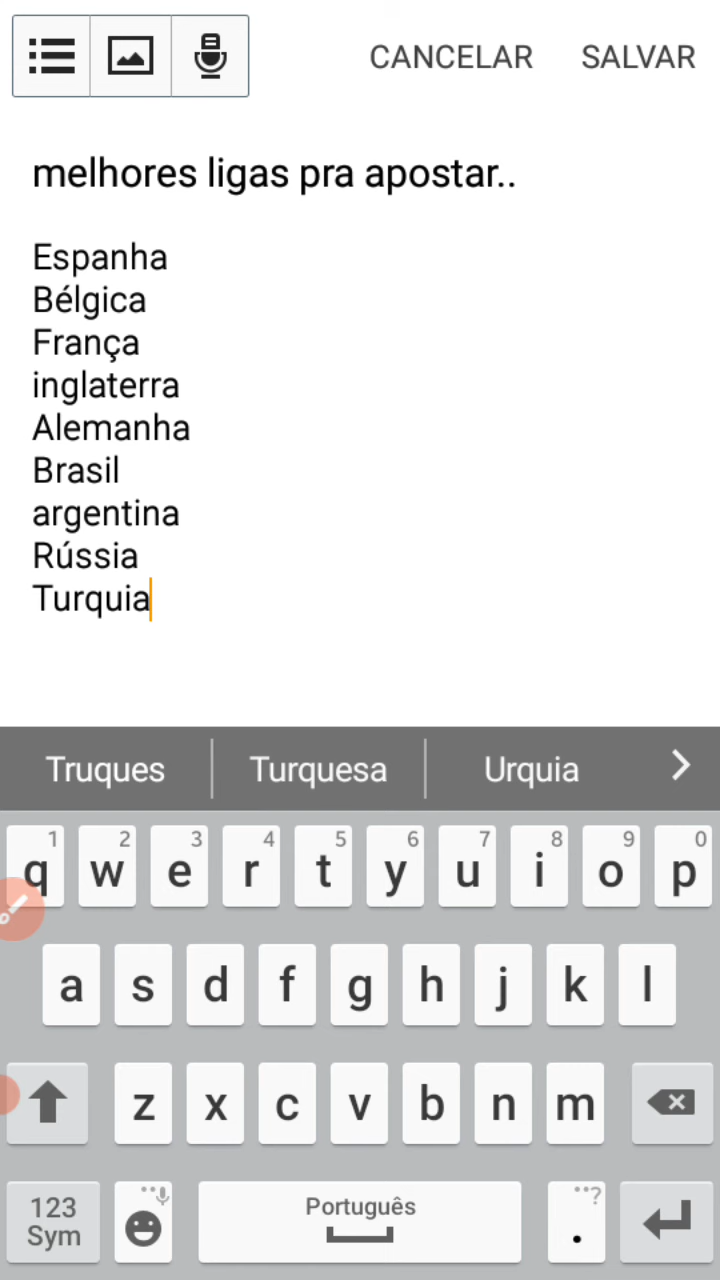 CANCELAR SALVAR
melhores ligas pra apostar..
Espanha
Bélgica
França
inglaterra
Alemanha
Brasil
argentina
Rússia
Turquia
Truques Turquesa Urquia
1 2 3 4 5 6 7 8 9 0
q w e r t y u i o p
a s d f g h j k l
z x c v b n m
123 Sym Português . ?